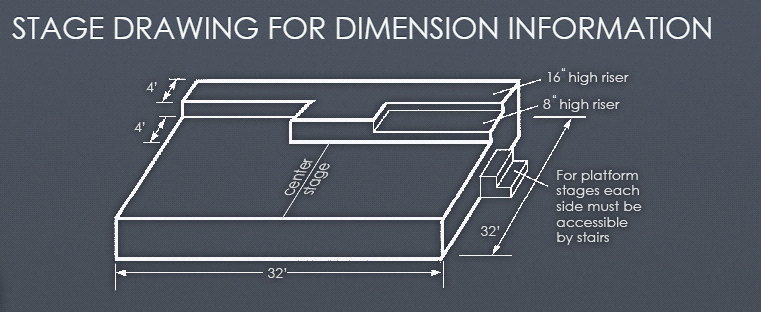 STAGE DRAWING FOR DIMENSION INFORMATION
4'
16" high riser
8" high riser
4'
center
stage
For platform
stages each
side must be
accessible
by stairs
32'
32'